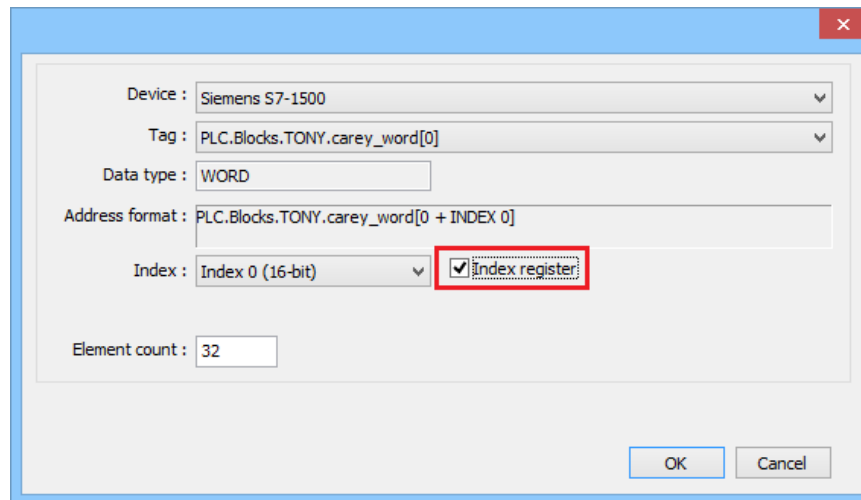 Device : Siemens S7-1500
Tag : PLC.Blocks.TONY.carey_word[0]
Data type : WORD
Address format : PLC.Blocks.TONY.carey_word[0 + INDEX 0]
Index : Index 0 (16-bit) Index register
Element count : 32
OK Cancel